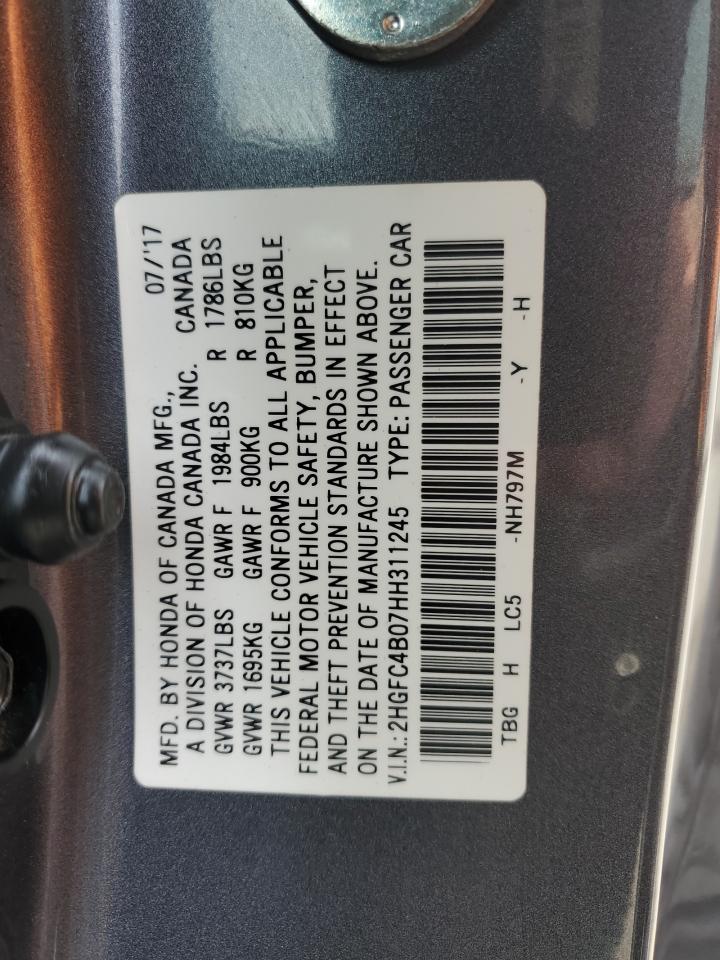 MFD. BY HONDA OF CANADA MFG., 07/'17
A DIVISION OF HONDA CANADA INC. CANADA
GVWR 3737LBS GAWR F 1984LBS R 1786LBS
GVWR 1695KG GAWR F 900KG R 810KG
THIS VEHICLE CONFORMS TO ALL APPLICABLE
FEDERAL MOTOR VEHICLE SAFETY, BUMPER,
AND THEFT PREVENTION STANDARDS IN EFFECT
ON THE DATE OF MANUFACTURE SHOWN ABOVE.
V.I.N.: 2HGFC4B07HH311245 TYPE: PASSENGER CAR
TBG H LC5 -NH797M -Y -H